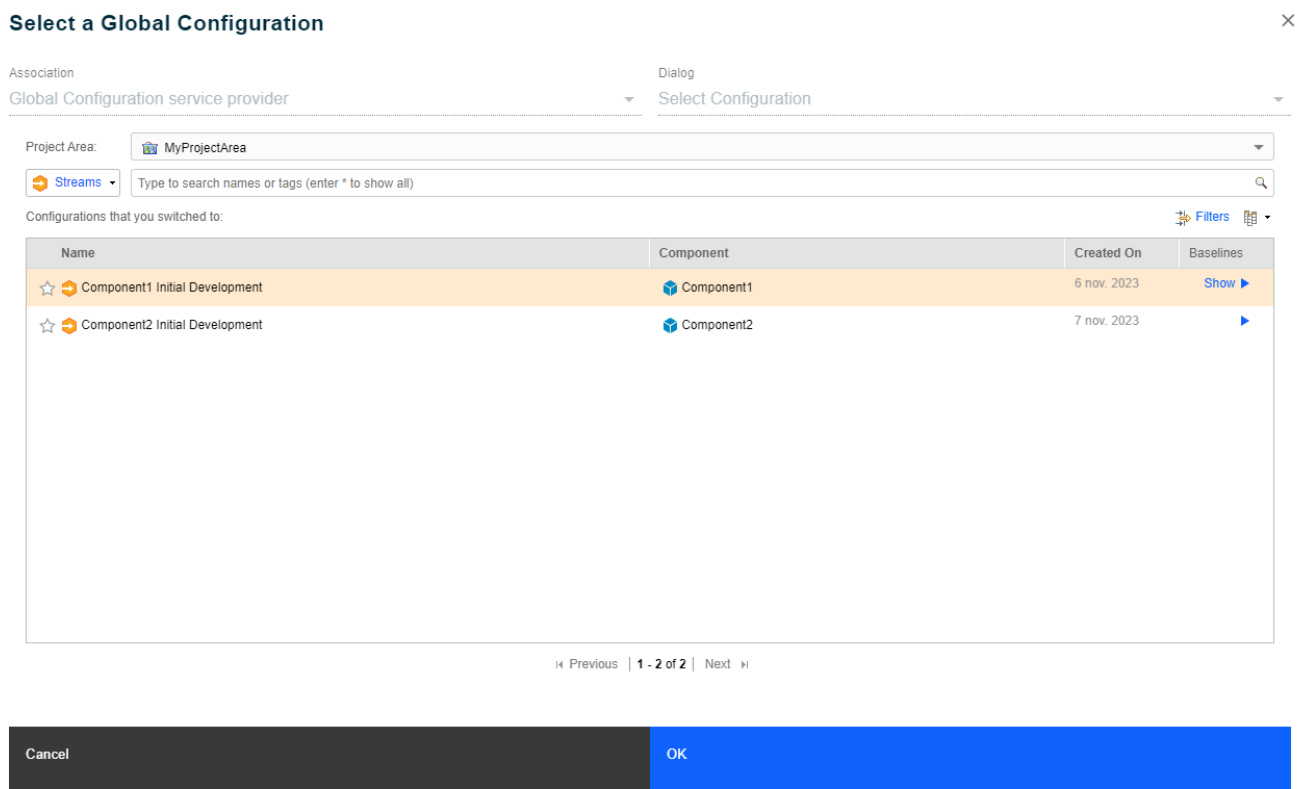 Select a Global Configuration
Association
Dialog
Global Configuration service provider
Select Configuration
Project Area:
MyProjectArea
Streams
Type to search names or tags (enter * to show all)
Configurations that you switched to:
Filters
Name Component Created On Baselines
Component1 Initial Development Component1 6 nov. 2023 Show
Component2 Initial Development Component2 7 nov. 2023
Previous | 1 - 2 of 2 | Next
Cancel
OK